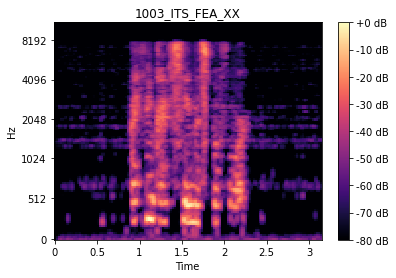 1003_ITS_FEA_XX
+0 dB
8192
-10 dB
4096
-20 dB
-30 dB
2048
Hz
-40 dB
1024
-50 dB
512
-60 dB
-70 dB
0
-80 dB
0 0.5 1 1.5 2 2.5 3
Time